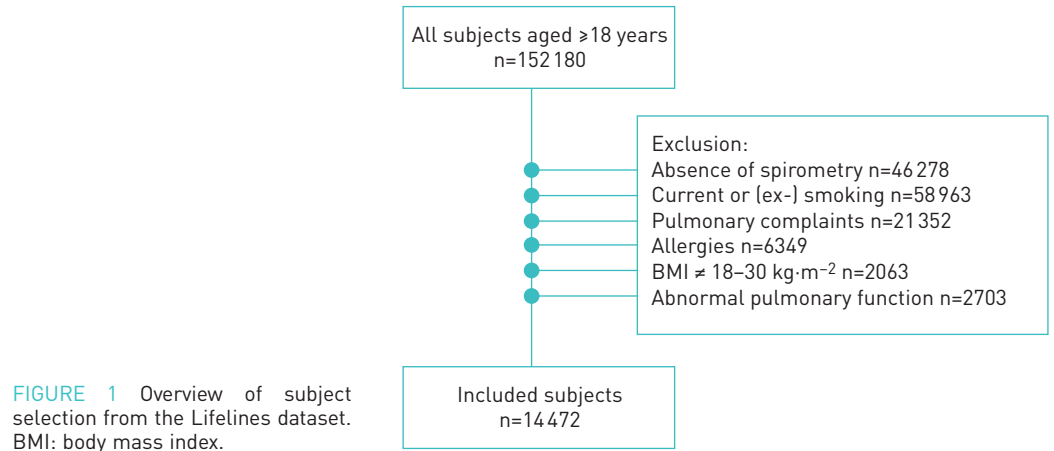 All subjects aged ⩾18 years
n=152 180
Exclusion:
Absence of spirometry n=46 278
Current or (ex-) smoking n=58 963
Pulmonary complaints n=21 352
Allergies n=6349
BMI ≠ 18–30 kg·m⁻² n=2063
Abnormal pulmonary function n=2703
Included subjects
n=14 472
FIGURE 1 Overview of subject
selection from the Lifelines dataset.
BMI: body mass index.